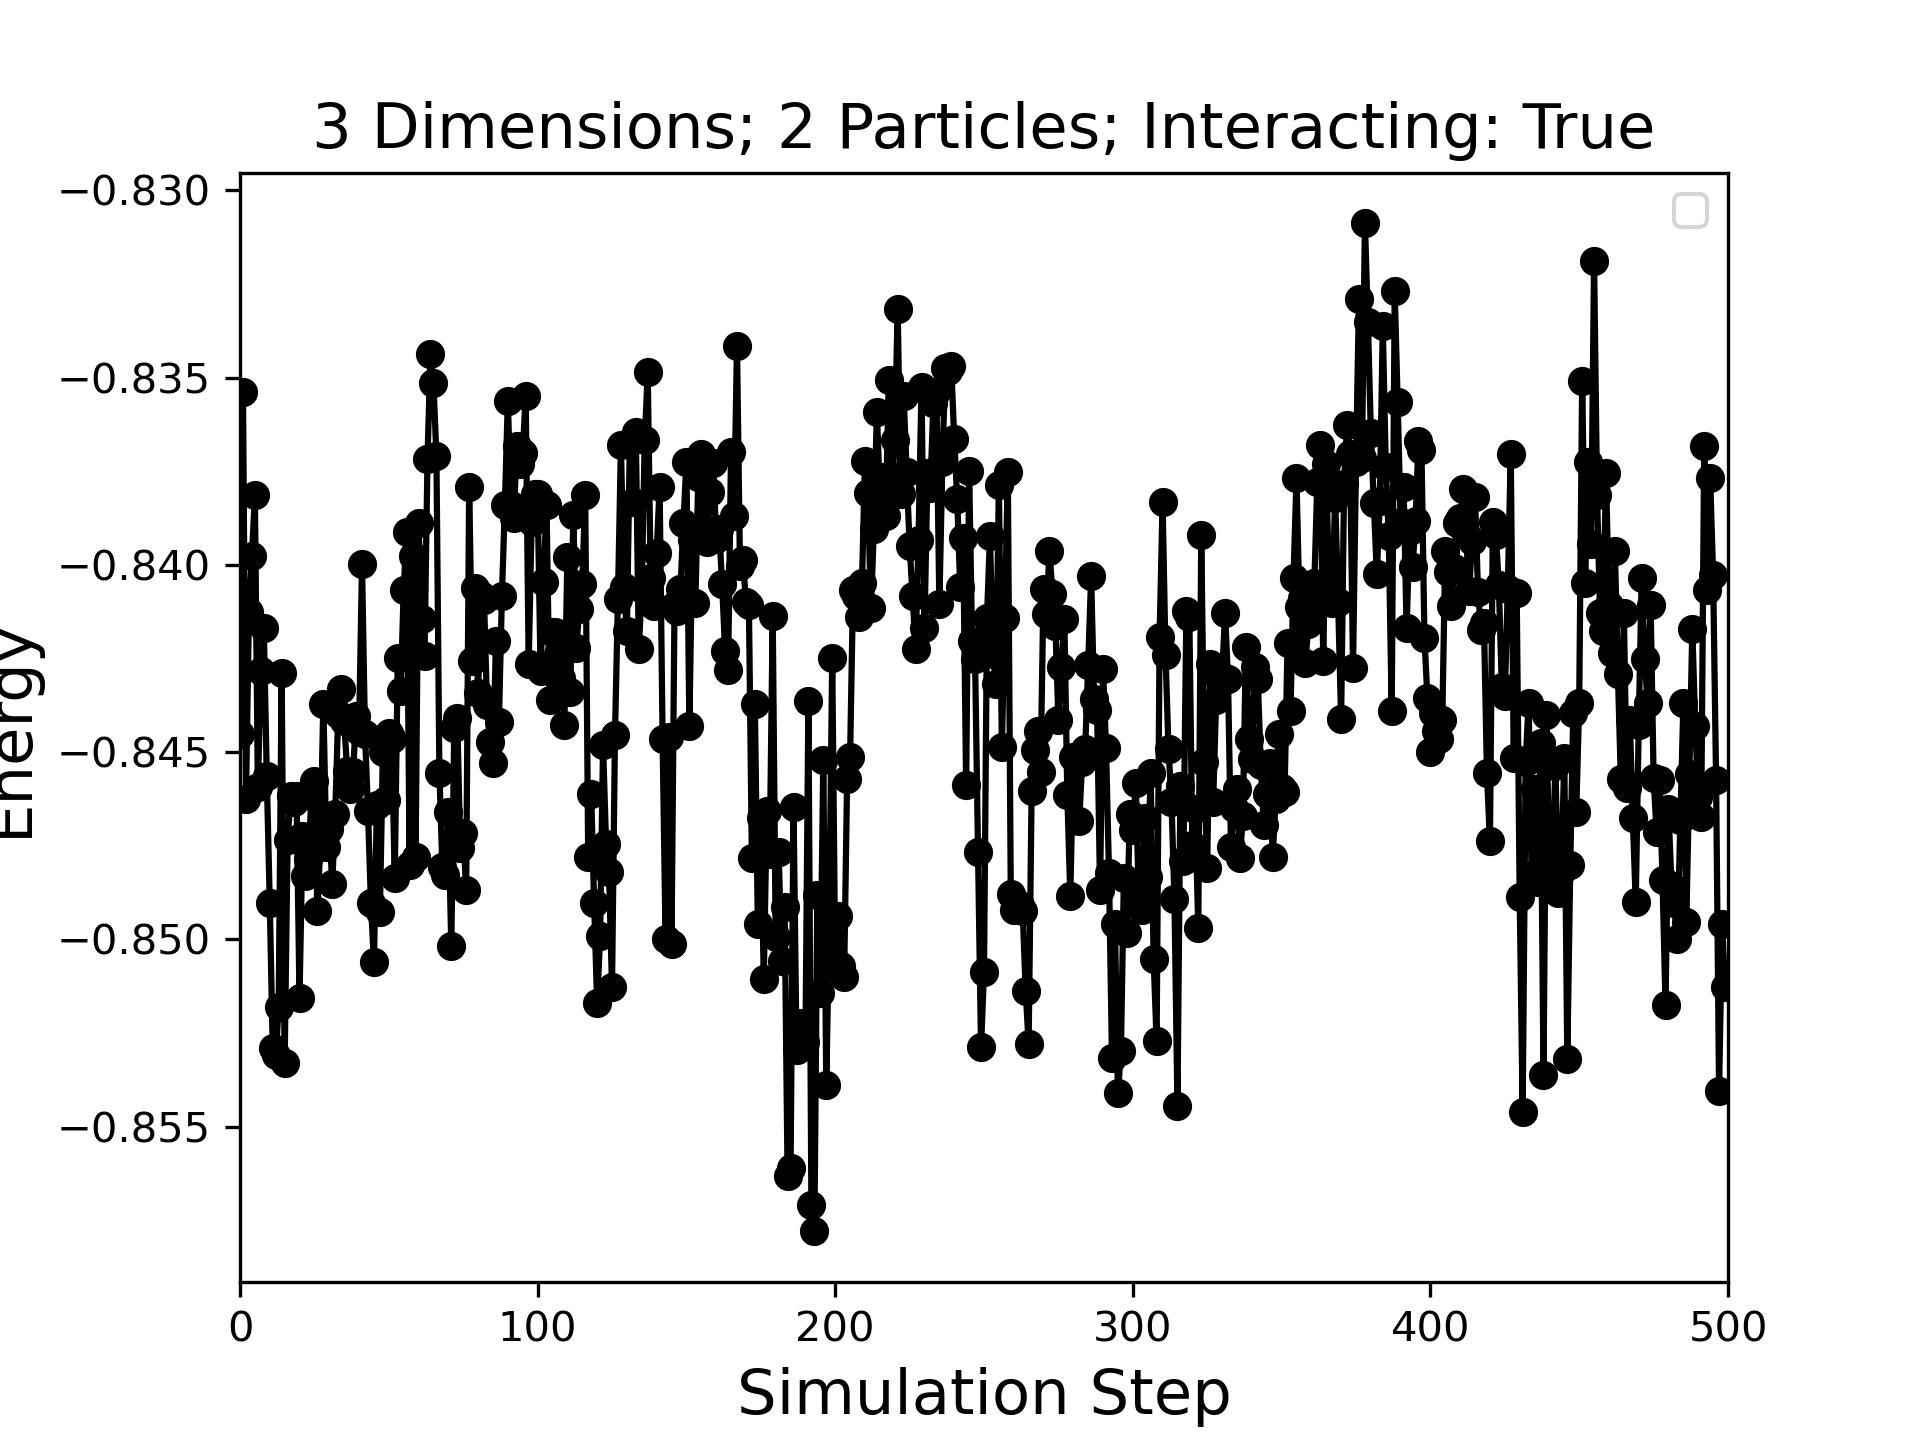 3 Dimensions; 2 Particles; Interacting: True
−0.830
−0.835
−0.840
−0.845
−0.850
−0.855
Energy
0 100 200 300 400 500
Simulation Step